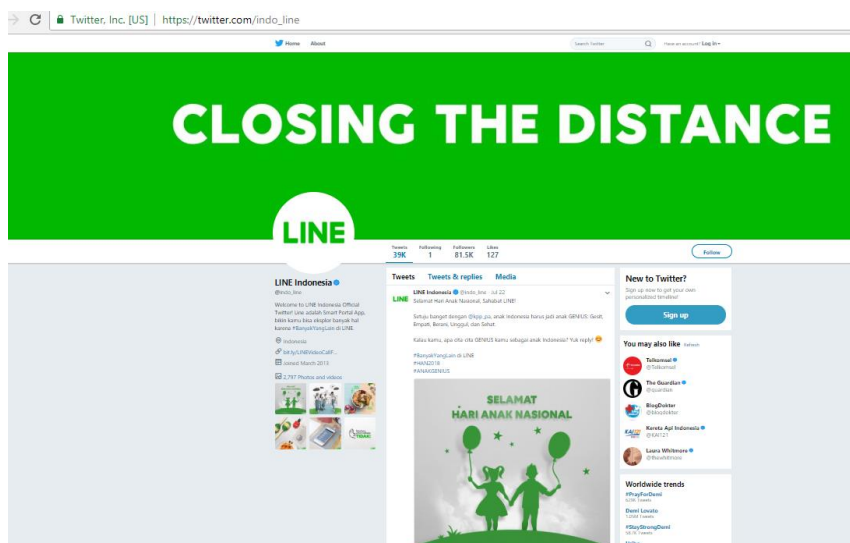 Twitter, Inc. [US] | https://twitter.com/indo_line
Home About
Search Twitter
Have an account? Log in
CLOSING THE DISTANCE
LINE
Tweets Following Followers Likes
39K 1 81.5K 127
Follow
LINE Indonesia
@indo_line
Welcome to LINE Indonesia Official
Twitter! Line adalah Smart Portal App,
bikin kamu bisa eksplor banyak hal
karena #BanyakYangLain di LINE.
Indonesia
bit.ly/LINEVideoCallF...
Joined March 2013
2,797 Photos and videos
Tweets Tweets & replies Media
LINE Indonesia @indo_line · Jul 22
LINE
Selamat Hari Anak Nasional, Sahabat LINE!
Setuju banget dengan @kpp_pa, anak Indonesia harus jadi anak GENIUS: Gesit,
Empati, Berani, Unggul, dan Sehat.
Kalau kamu, apa sita cita GENIUS kamu sebagai anak Indonesia? Yuk reply!
#BanyakYangLain di LINE
#ANAKGENIUS
SELAMAT
HARI ANAK NASIONAL
New to Twitter?
Sign up now to get your own
personalized timeline!
Sign up
You may also like Refresh
Telkomsel
@Telkomsel
The Guardian
@guardian
BlogDokter
@blogdokter
Kereta Api Indonesia
@KAI121
Laura Whitmore
@thewhitmore
Worldwide trends
#PrayForDemi
Demi Lovato
#StayStrongDemi